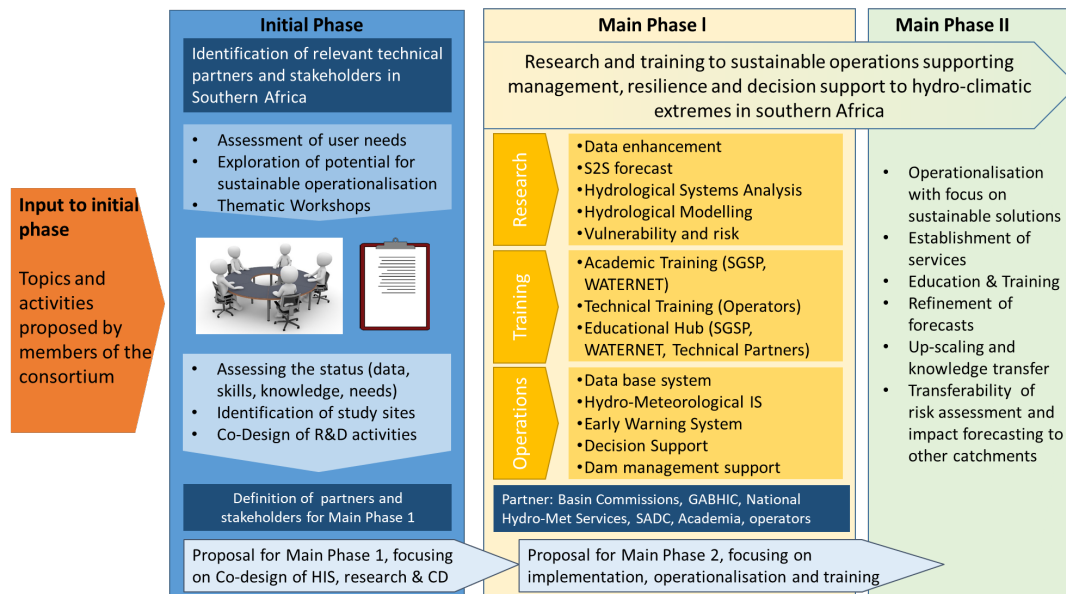 Input to initial
phase
Topics and
activities
proposed by
members of the
consortium
Initial Phase
Identification of relevant technical
partners and stakeholders in
Southern Africa
• Assessment of user needs
• Exploration of potential for
sustainable operationalisation
• Thematic Workshops
• Assessing the status (data,
skills, knowledge, needs)
• Identification of study sites
• Co-Design of R&D activities
Definition of partners and
stakeholders for Main Phase 1
Proposal for Main Phase 1, focusing
on Co-design of HIS, research & CD
Main Phase I
Research and training to sustainable operations supporting
management, resilience and decision support to hydro-climatic
extremes in southern Africa
Research
•Data enhancement
•S2S forecast
•Hydrological Systems Analysis
•Hydrological Modelling
•Vulnerability and risk
Training
•Academic Training (SGSP,
WATERNET)
•Technical Training (Operators)
•Educational Hub (SGSP,
WATERNET, Technical Partners)
Operations
•Data base system
•Hydro-Meteorological IS
•Early Warning System
•Decision Support
•Dam management support
Partner: Basin Commissions, GABHIC, National
Hydro-Met Services, SADC, Academia, operators
Proposal for Main Phase 2, focusing on
implementation, operationalisation and training
Main Phase II
• Operationalisation
with focus on
sustainable solutions
• Establishment of
services
• Education & Training
• Refinement of
forecasts
• Up-scaling and
knowledge transfer
• Transferability of
risk assessment and
impact forecasting to
other catchments